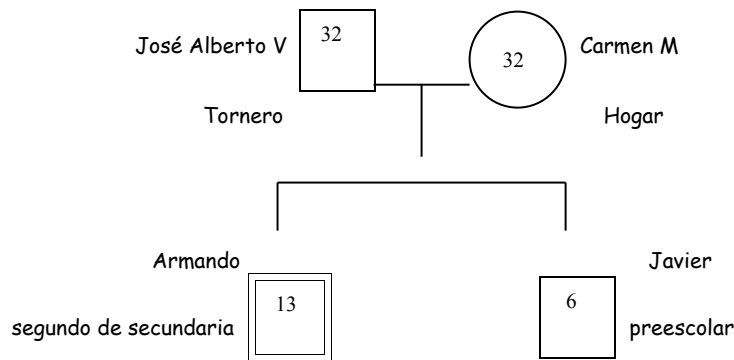 José Alberto V 32 32 Carmen M
Tornero Hogar
Armando Javier
13 6
segundo de secundaria preescolar